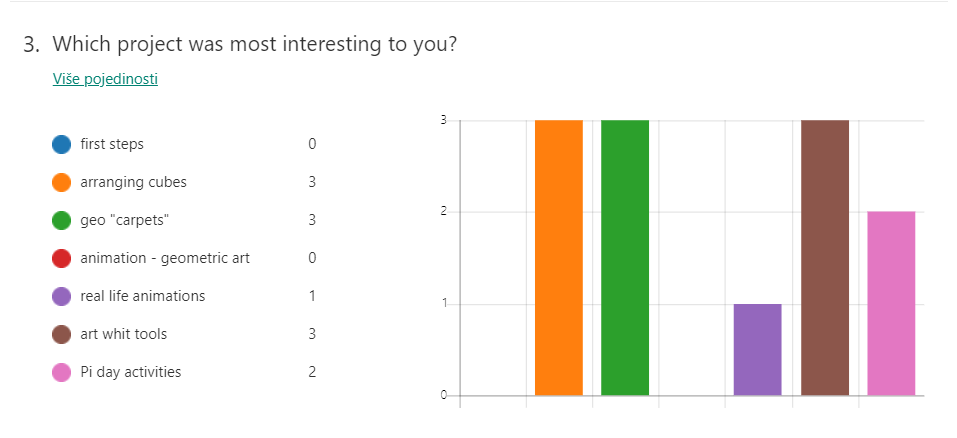 3. Which project was most interesting to you?
Više pojedinosti
first steps 0
arranging cubes 3
geo "carpets" 3
animation - geometric art 0
real life animations 1
art whit tools 3
Pi day activities 2
3
2
1
0